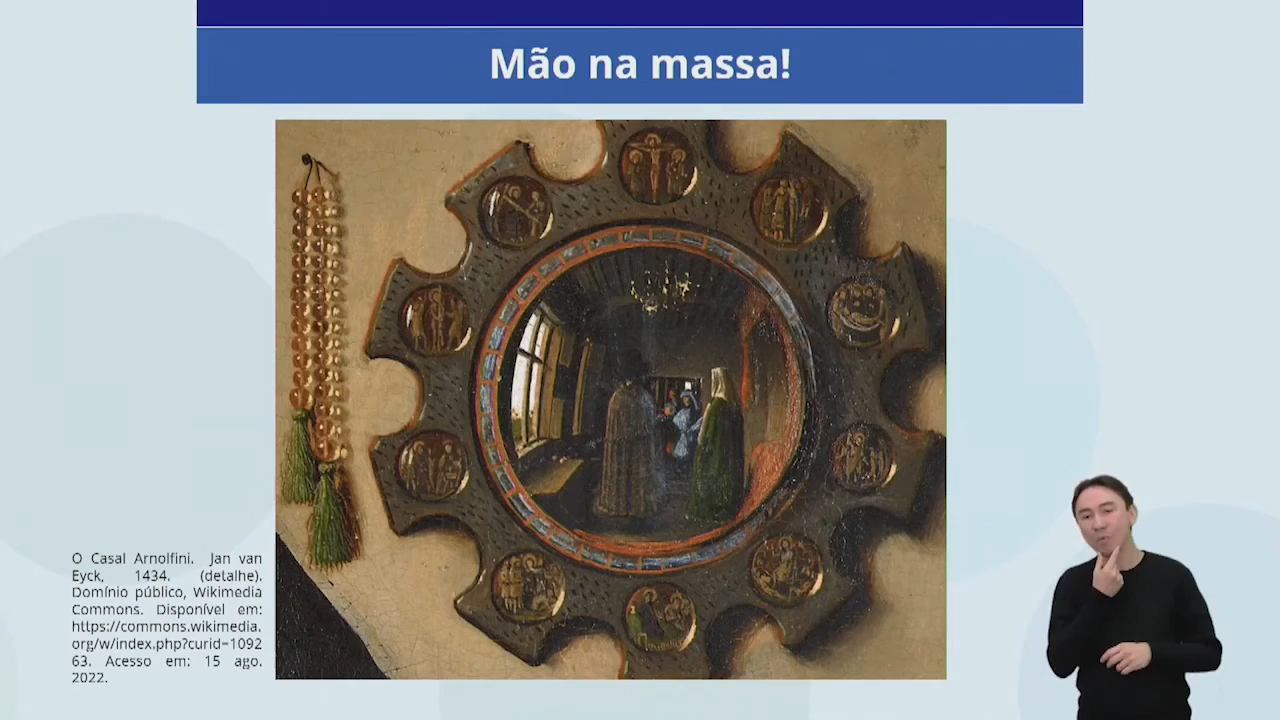 Mão na massa!
O Casal Arnolfini. Jan van
Eyck, 1434. (detalhe).
Domínio público, Wikimedia
Commons. Disponível em:
https://commons.wikimedia.
org/w/index.php?curid=1092
63. Acesso em: 15 ago.
2022.